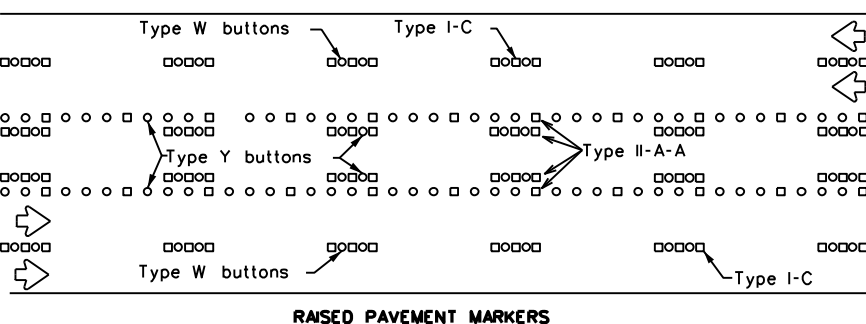 Type W buttons
Type I-C
Type Y buttons
Type II-A-A
Type W buttons
Type I-C
RAISED PAVEMENT MARKERS